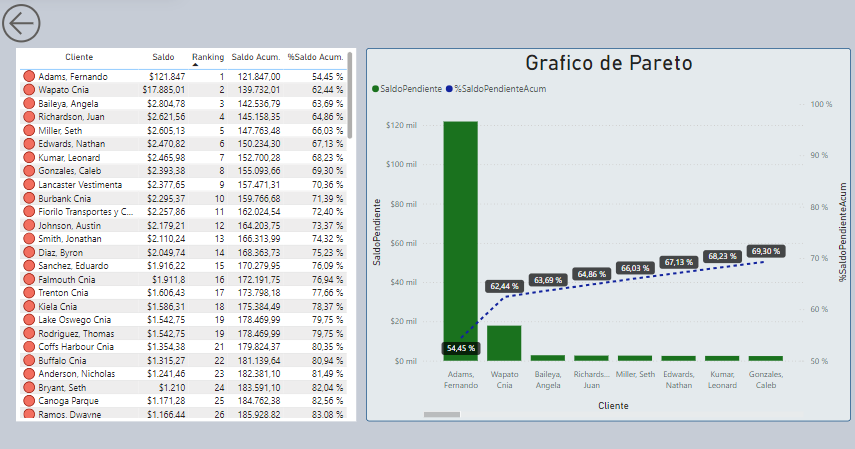 Cliente Saldo Ranking Saldo Acum. %Saldo Acum.
Adams, Fernando $121.847 1 121.847,00 54,45 %
Wapato Cnia $17.885,01 2 139.732,01 62,44 %
Baileya, Angela $2.804,78 3 142.536,79 63,69 %
Richardson, Juan $2.621,56 4 145.158,35 64,86 %
Miller, Seth $2.605,13 5 147.763,48 66,03 %
Edwards, Nathan $2.470,82 6 150.234,30 67,13 %
Kumar, Leonard $2.465,98 7 152.700,28 68,23 %
Gonzales, Caleb $2.393,38 8 155.093,66 69,30 %
Lancaster Vestimenta $2.377,65 9 157.471,31 70,36 %
Burbank Cnia $2.295,37 10 159.766,68 71,39 %
Fiorilo Transportes y C... $2.257,86 11 162.024,54 72,40 %
Johnson, Austin $2.179,21 12 164.203,75 73,37 %
Smith, Jonathan $2.110,24 13 166.313,99 74,32 %
Diaz, Byron $2.049,74 14 168.363,73 75,23 %
Sanchez, Eduardo $1.916,22 15 170.279,95 76,09 %
Falmouth Cnia $1.911,8 16 172.191,75 76,94 %
Trenton Cnia $1.606,43 17 173.798,18 77,66 %
Kiela Cnia $1.586,31 18 175.384,49 78,37 %
Lake Oswego Cnia $1.542,75 19 178.469,99 79,75 %
Rodriguez, Thomas $1.542,75 19 178.469,99 79,75 %
Coffs Harbour Cnia $1.354,38 21 179.824,37 80,35 %
Buffalo Cnia $1.315,27 22 181.139,64 80,94 %
Anderson, Nicholas $1.241,46 23 182.381,10 81,49 %
Bryant, Seth $1.210 24 183.591,10 82,04 %
Canoga Parque $1.171,28 25 184.762,38 82,56 %
Ramos, Dwayne $1.166,44 26 185.928,82 83,08 %
Grafico de Pareto
SaldoPendiente %SaldoPendienteAcum
SaldoPendiente
$120 mil
$100 mil
$80 mil
$60 mil
$40 mil
$20 mil
$0 mil
54,45 %
62,44 %
63,69 %
64,86 %
66,03 %
67,13 %
68,23 %
69,30 %
100 %
90 %
80 %
70 %
60 %
50 %
%SaldoPendienteAcum
Adams, Fernando
Wapato Cnia
Baileya, Angela
Richards... Juan
Miller, Seth
Edwards, Nathan
Kumar, Leonard
Gonzales, Caleb
Cliente